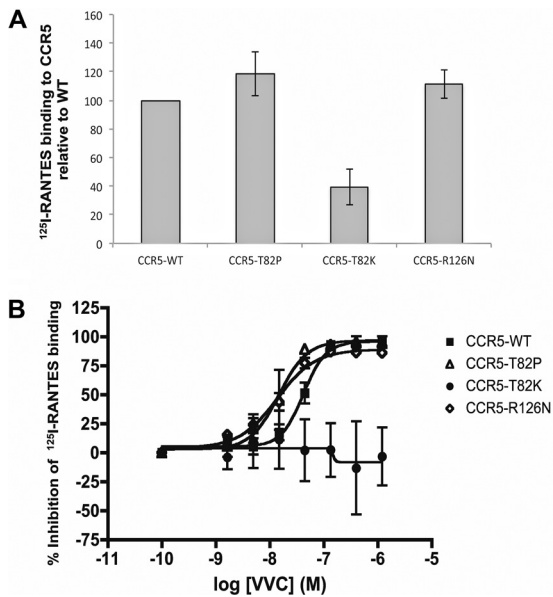 A
¹²⁵I-RANTES binding to CCR5
relative to WT
160
140
120
100
80
60
40
20
0
CCR5-WT
CCR5-T82P
CCR5-T82K
CCR5-R126N
B
% Inhibition of ¹²⁵I-RANTES binding
125
100
75
50
25
0
-25
-50
-75
-11
-10
-9
-8
-7
-6
-5
log [VVC] (M)
CCR5-WT
CCR5-T82P
CCR5-T82K
CCR5-R126N